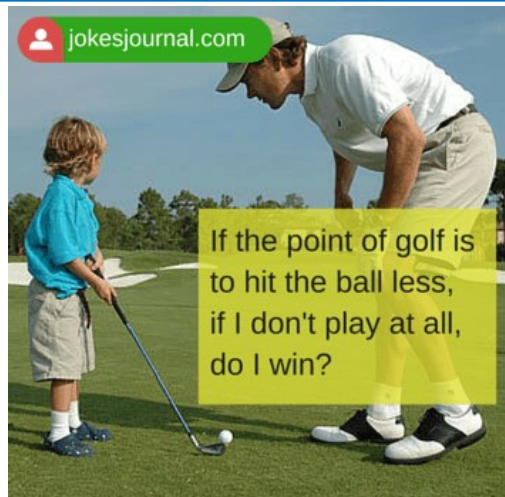 jokesjournal.com
If the point of golf is
to hit the ball less,
if I don't play at all,
do I win?